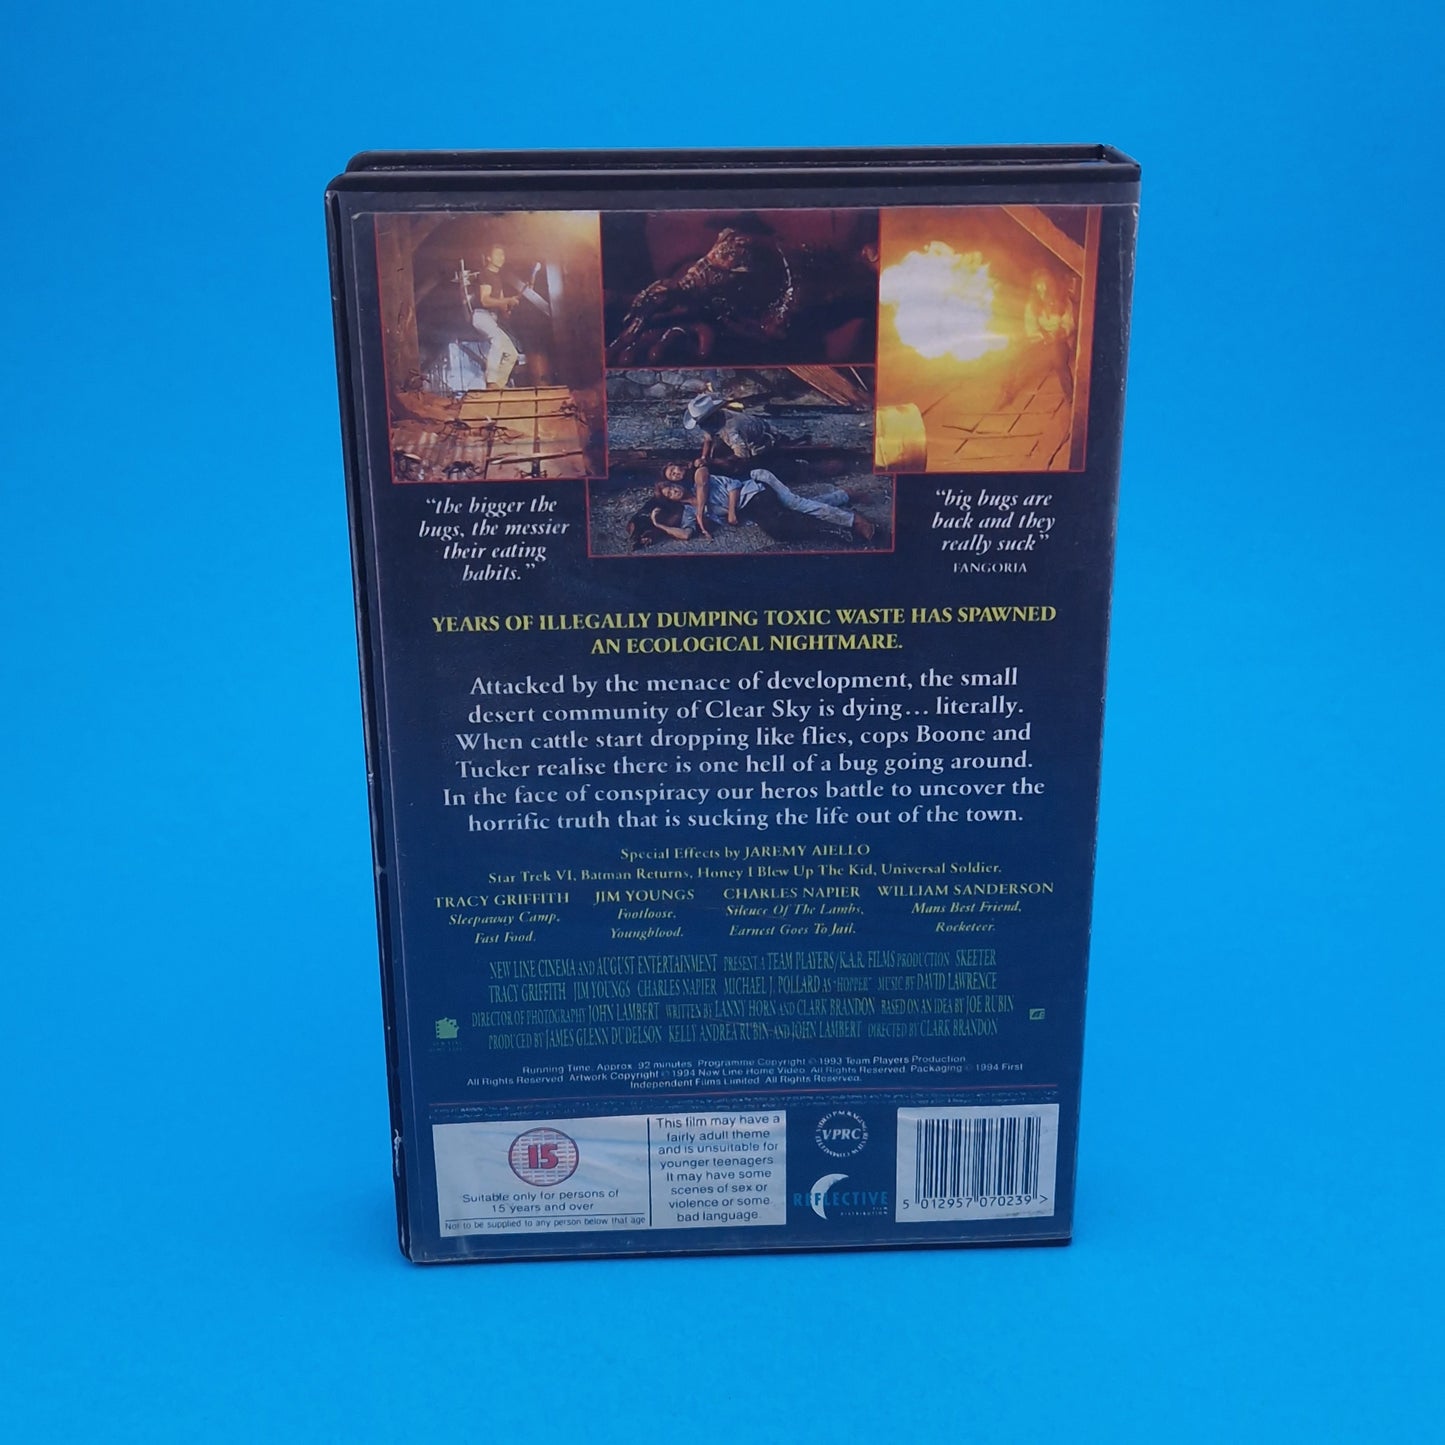 “the bigger the
bugs, the messier
their eating
habits.”
“big bugs are
back and they
really suck”
FANGORIA
YEARS OF ILLEGALLY DUMPING TOXIC WASTE HAS SPAWNED
AN ECOLOGICAL NIGHTMARE.
Attacked by the menace of development, the small
desert community of Clear Sky is dying... literally.
When cattle start dropping like flies, cops Boone and
Tucker realise there is one hell of a bug going around.
In the face of conspiracy our heros battle to uncover the
horrific truth that is sucking the life out of the town.
Special Effects by JAREMY AIELLO
Star Trek VI, Batman Returns, Honey I Blew Up The Kid, Universal Soldier.
TRACY GRIFFITH
Sleepaway Camp,
Fast Food.
JIM YOUNGS
Footloose,
Youngblood.
CHARLES NAPIER
Silence Of The Lambs,
Earnest Goes To Jail.
WILLIAM SANDERSON
Mans Best Friend,
Rocketeer.
NEW LINE CINEMA AND AUGUST ENTERTAINMENT PRESENT A TEAM PLAYERS/K.A.R. FILMS PRODUCTION SKEETER
TRACY GRIFFITH JIM YOUNGS CHARLES NAPIER MICHAEL J. POLLARD AS “HOPPER” MUSIC BY DAVID LAWRENCE
DIRECTOR OF PHOTOGRAPHY JOHN LAMBERT WRITTEN BY LANNY HORN AND CLARK BRANDON BASED ON AN IDEA BY JOE RUBIN
PRODUCED BY JAMES GLENN DUDELSON KELLY ANDREA RUBIN AND JOHN LAMBERT DIRECTED BY CLARK BRANDON
Running Time: Approx. 92 minutes. Programme Copyright © 1993 Team Players Production.
All Rights Reserved. Artwork Copyright © 1994 New Line Home Video. All Rights Reserved. Packaging © 1994 First
Independent Films Limited. All Rights Reserved.
15
Suitable only for persons of
15 years and over
Not to be supplied to any person below that age
This film may have a
fairly adult theme
and is unsuitable for
younger teenagers
It may have some
scenes of sex or
violence or some
bad language.
VIDEO PACKAGING REVIEW COMMITTEE
VPRC
REFLECTIVE
FILM
DISTRIBUTION
5 012957 070239 >